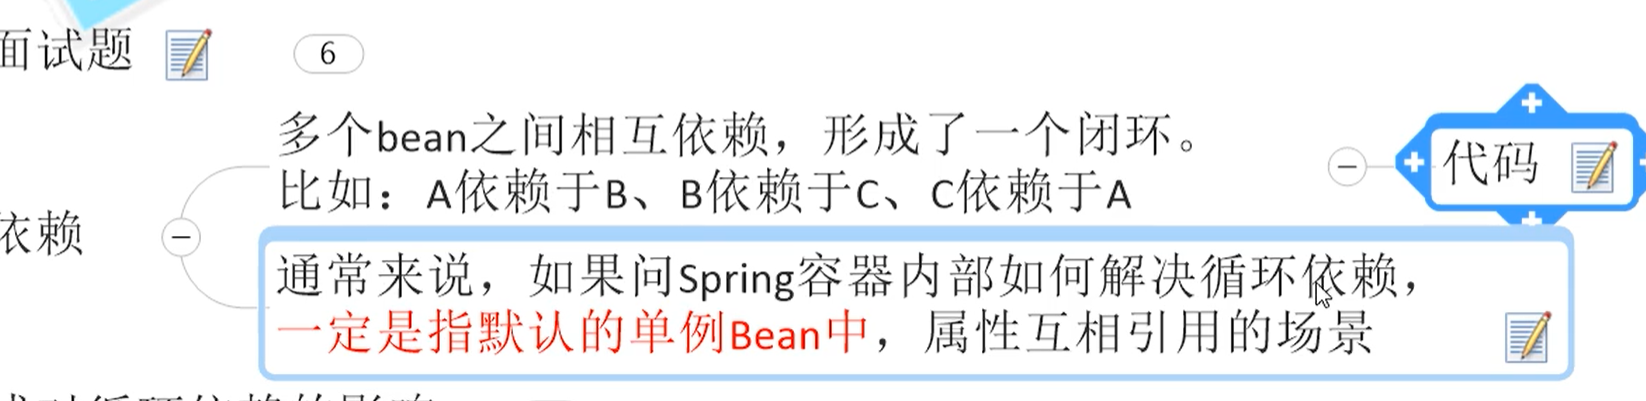 面试题
6
多个bean之间相互依赖，形成了一个闭环。
比如：A依赖于B、B依赖于C、C依赖于A
代码
依赖
通常来说，如果问Spring容器内部如何解决循环依赖，
一定是指默认的单例Bean中，属性互相引用的场景